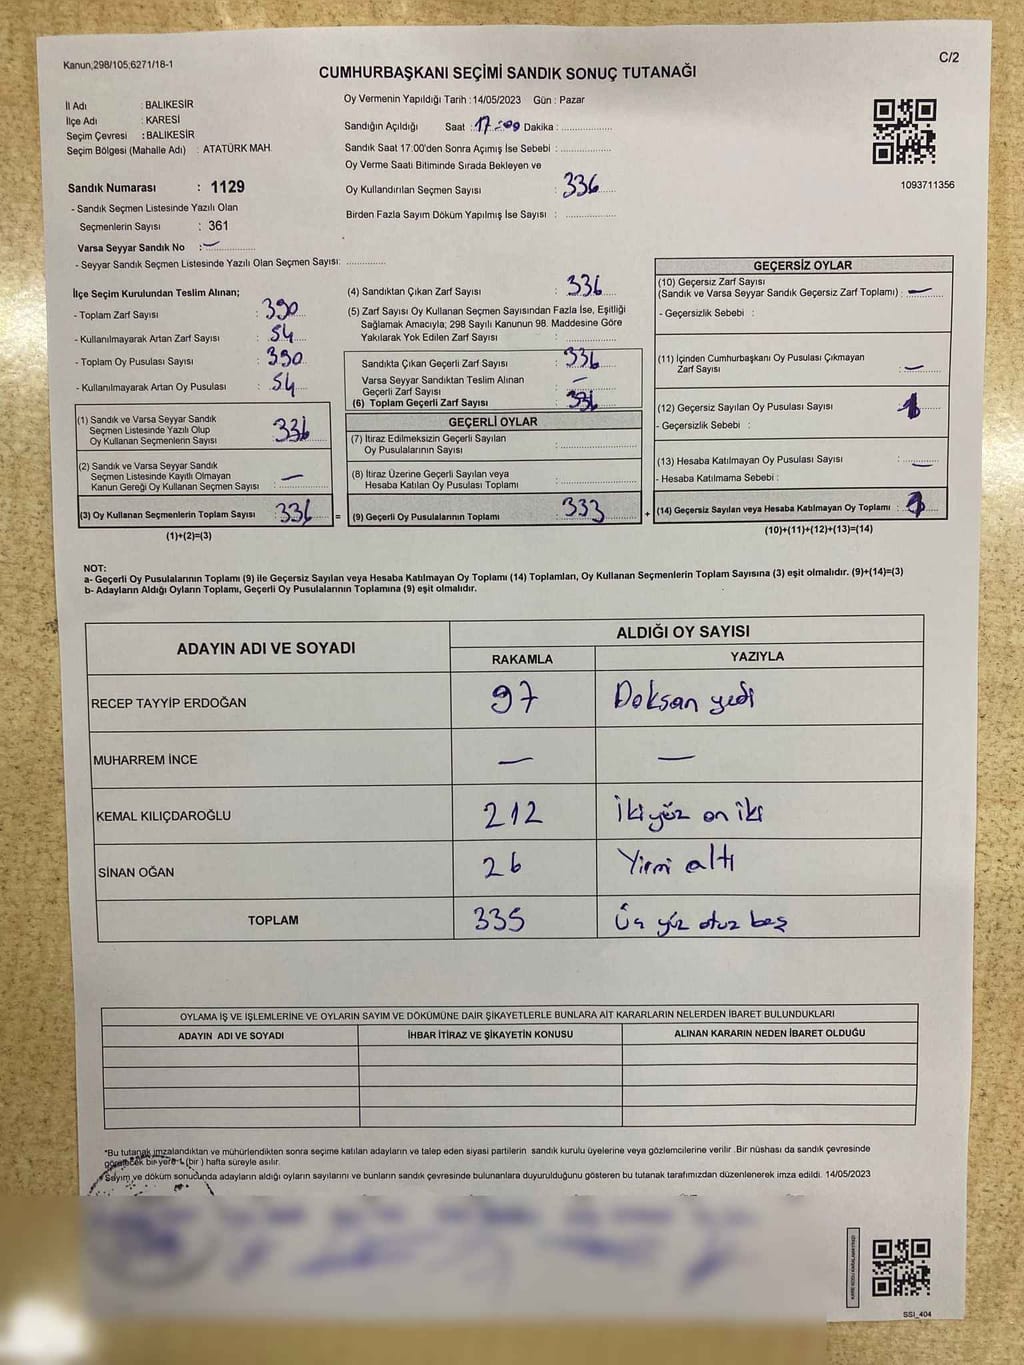 Kanun;298/105;6271/18-1
C/2
CUMHURBAŞKANI SEÇİMİ SANDIK SONUÇ TUTANAĞI
İl Adı : BALIKESİR
İlçe Adı : KARESİ
Seçim Çevresi : BALIKESİR
Seçim Bölgesi (Mahalle Adı) : ATATÜRK MAH.
Sandık Numarası : 1129
- Sandık Seçmen Listesinde Yazılı Olan
Seçmenlerin Sayısı : 361
Varsa Seyyar Sandık No : —
- Seyyar Sandık Seçmen Listesinde Yazılı Olan Seçmen Sayısı:
Oy Vermenin Yapıldığı Tarih : 14/05/2023 Gün : Pazar
Sandığın Açıldığı Saat : 17:00 Dakika :
Sandık Saat 17.00'den Sonra Açımış İse Sebebi :
Oy Verme Saati Bitiminde Sırada Bekleyen ve
Oy Kullandırılan Seçmen Sayısı : 336
Birden Fazla Sayım Döküm Yapılmış İse Sayısı :
1093711356
İlçe Seçim Kurulundan Teslim Alınan;
- Toplam Zarf Sayısı : 390
- Kullanılmayarak Artan Zarf Sayısı : 54
- Toplam Oy Pusulası Sayısı : 390
- Kullanılmayarak Artan Oy Pusulası : 54
(1) Sandık ve Varsa Seyyar Sandık
Seçmen Listesinde Yazılı Olup
Oy Kullanan Seçmenlerin Sayısı : 336
(2) Sandık ve Varsa Seyyar Sandık
Seçmen Listesinde Kayıtlı Olmayan
Kanun Gereği Oy Kullanan Seçmen Sayısı : —
(3) Oy Kullanan Seçmenlerin Toplam Sayısı : 336 =
(1)+(2)=(3)
(4) Sandıktan Çıkan Zarf Sayısı : 336
(5) Zarf Sayısı Oy Kullanan Seçmen Sayısından Fazla İse, Eşitliği
Sağlamak Amacıyla; 298 Sayılı Kanunun 98. Maddesine Göre
Yakılarak Yok Edilen Zarf Sayısı :
Sandıkta Çıkan Geçerli Zarf Sayısı : 336
Varsa Seyyar Sandıktan Teslim Alınan
Geçerli Zarf Sayısı : —
(6) Toplam Geçerli Zarf Sayısı : 336
GEÇERLİ OYLAR
(7) İtiraz Edilmeksizin Geçerli Sayılan
Oy Pusulalarının Sayısı :
(8) İtiraz Üzerine Geçerli Sayılan veya
Hesaba Katılan Oy Pusulası Toplamı :
(9) Geçerli Oy Pusulalarının Toplamı : 333 +
GEÇERSİZ OYLAR
(10) Geçersiz Zarf Sayısı
(Sandık ve Varsa Seyyar Sandık Geçersiz Zarf Toplamı) : —
- Geçersizlik Sebebi :
(11) İçinden Cumhurbaşkanı Oy Pusulası Çıkmayan
Zarf Sayısı : —
(12) Geçersiz Sayılan Oy Pusulası Sayısı : 1
- Geçersizlik Sebebi :
(13) Hesaba Katılmayan Oy Pusulası Sayısı : —
- Hesaba Katılmama Sebebi :
(14) Geçersiz Sayılan veya Hesaba Katılmayan Oy Toplamı : 1
(10)+(11)+(12)+(13)=(14)
NOT:
a- Geçerli Oy Pusulalarının Toplamı (9) ile Geçersiz Sayılan veya Hesaba Katılmayan Oy Toplamı (14) Toplamları, Oy Kullanan Seçmenlerin Toplam Sayısına (3) eşit olmalıdır. (9)+(14)=(3)
b- Adayların Aldığı Oyların Toplamı, Geçerli Oy Pusulalarının Toplamına (9) eşit olmalıdır.
ADAYIN ADI VE SOYADI ALDIĞI OY SAYISI
RAKAMLA YAZIYLA
RECEP TAYYİP ERDOĞAN 97 Doksan yedi
MUHARREM İNCE — —
KEMAL KILIÇDAROĞLU 212 İki yüz on iki
SİNAN OĞAN 26 Yirmi altı
TOPLAM 335 Üç yüz otuz beş
OYLAMA İŞ VE İŞLEMLERİNE VE OYLARIN SAYIM VE DÖKÜMÜNE DAİR ŞİKAYETLERLE BUNLARA AİT KARARLARIN NELERDEN İBARET BULUNDUKLARI
ADAYIN ADI VE SOYADI İHBAR İTİRAZ VE ŞİKAYETİN KONUSU ALINAN KARARIN NEDEN İBARET OLDUĞU
*Bu tutanak imzalandıktan ve mühürlendikten sonra seçime katılan adayların ve talep eden siyasi partilerin sandık kurulu üyelerine veya gözlemcilerine verilir .Bir nüshası da sandık çevresinde
görelecek bir yere 1 (bir ) hafta süreyle asılır.
*Sayım ve döküm sonucunda adayların aldığı oyların sayılarını ve bunların sandık çevresinde bulunanlara duyurulduğunu gösteren bu tutanak tarafımızdan düzenlenerek imza edildi. 14/05/2023
SSİ_404